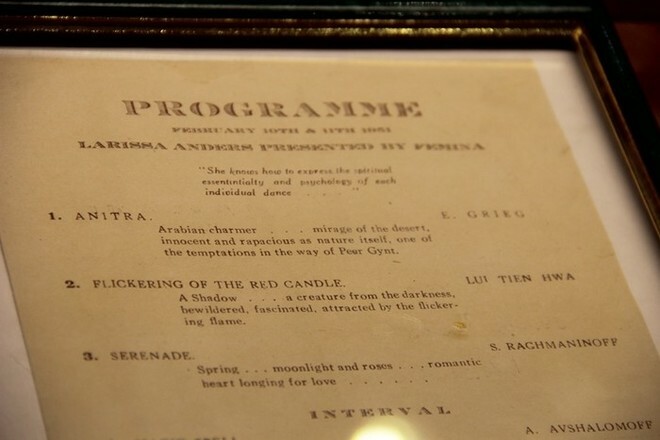 PROGRAMME
FEBRUARY 10TH & 11TH 1951
LARISSA ANDERS PRESENTED BY FEMINA
"She knows how to express the spiritual
essentiality and psychology of each
individual dance . . . . "
1. ANITRA. E. GRIEG
Arabian charmer . . . mirage of the desert,
innocent and rapacious as nature itself, one of
the temptations in the way of Peer Gynt.
2. FLICKERING OF THE RED CANDLE. LUI TIEN HWA
A Shadow . . . a creature from the darkness,
bewildered, fascinated, attracted by the flicker-
ing flame.
3. SERENADE. S. RACHMANINOFF
Spring . . . moonlight and roses . . . romantic
heart longing for love . . . . . .
INTERVAL
A. AVSHALOMOFF